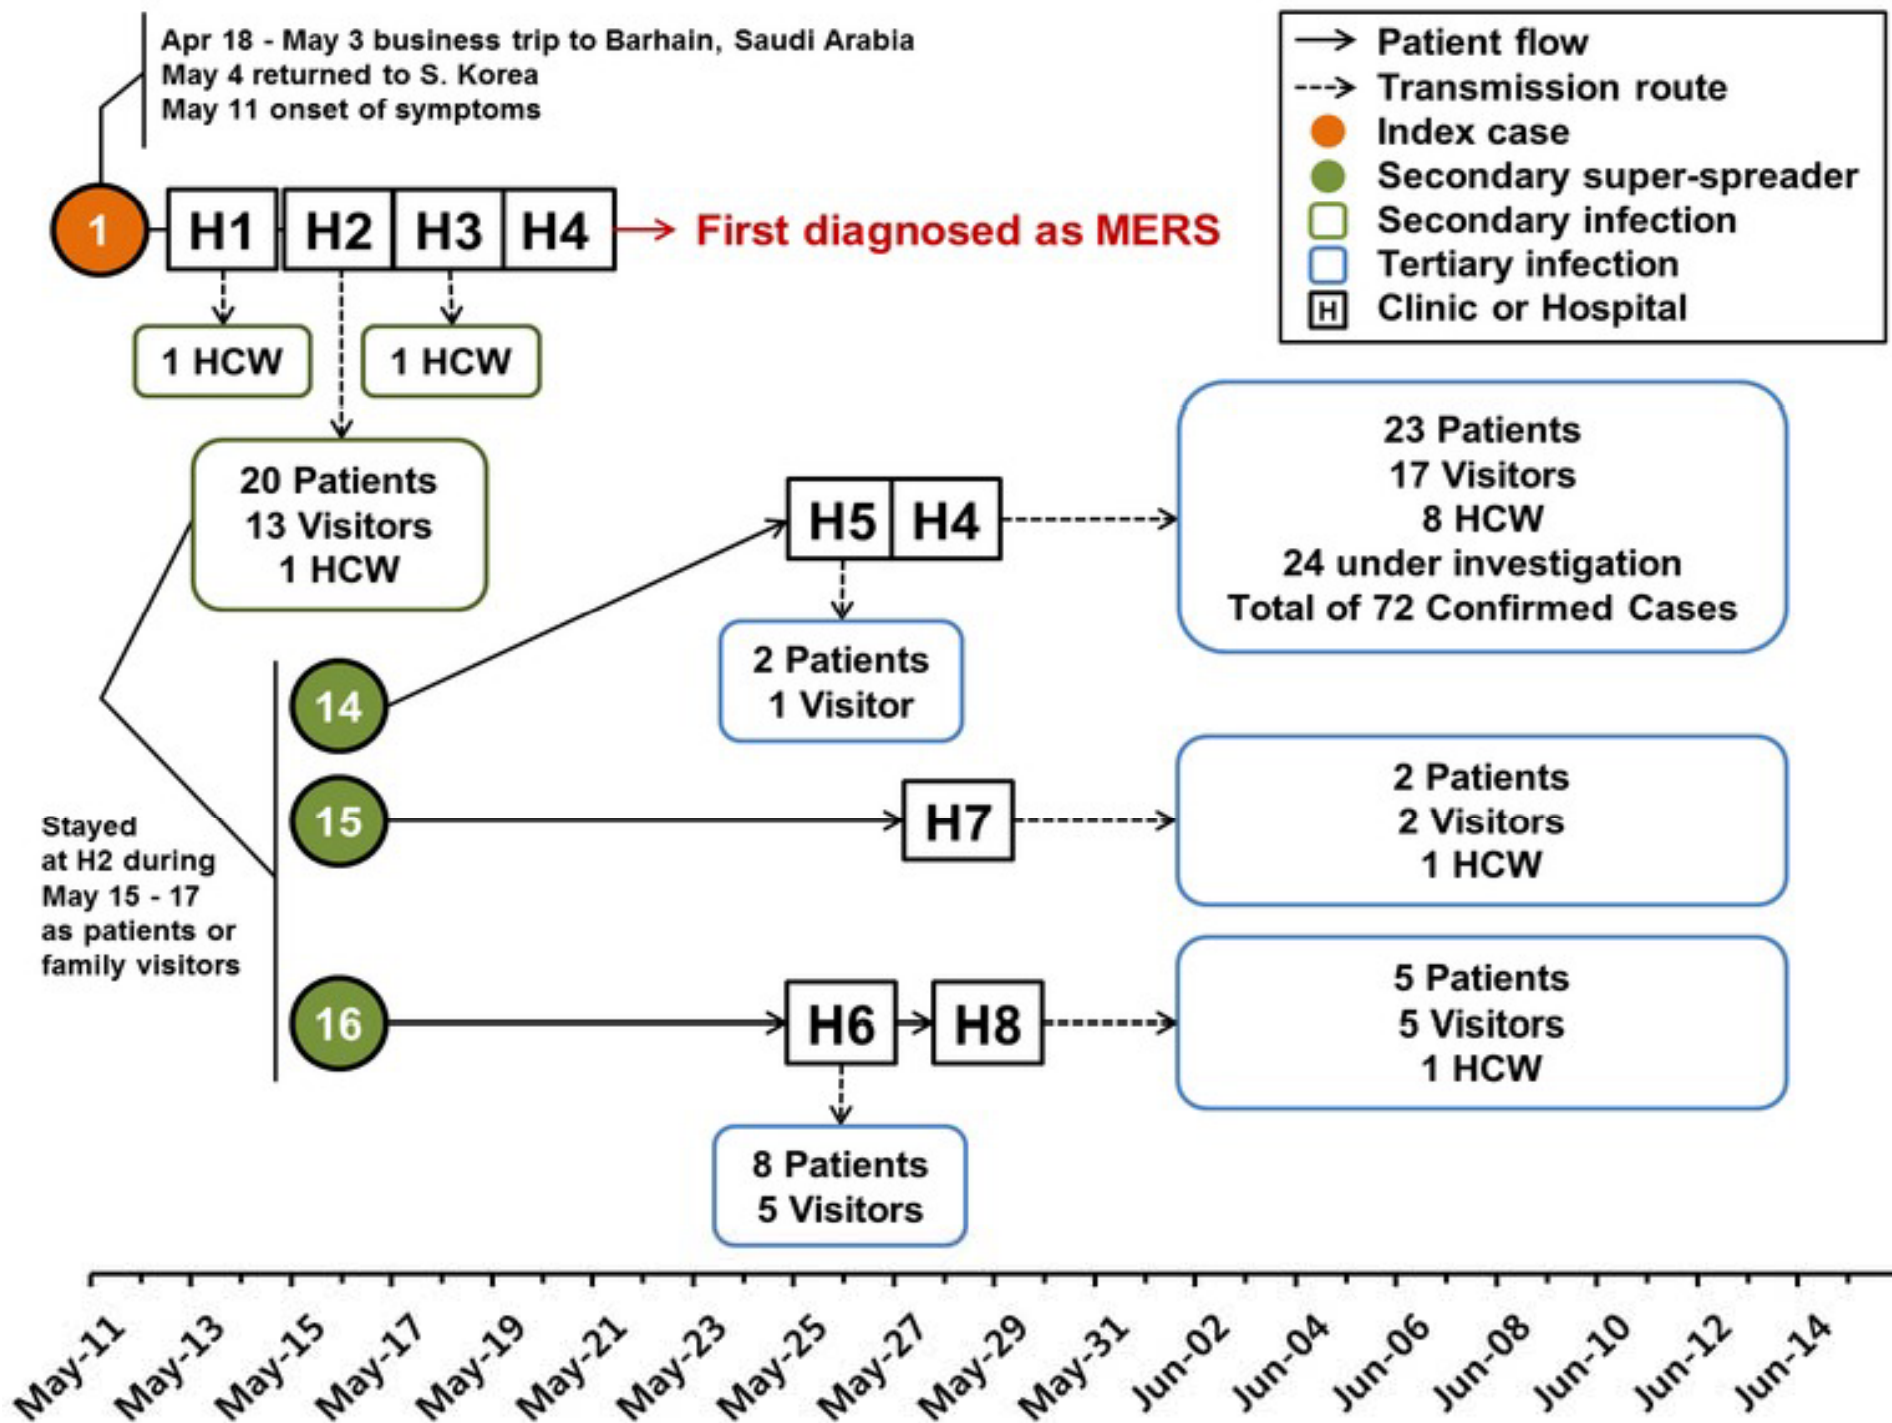 Apr 18 - May 3 business trip to Barhain, Saudi Arabia
May 4 returned to S. Korea
May 11 onset of symptoms
Patient flow
Transmission route
Index case
Secondary super-spreader
Secondary infection
Tertiary infection
H Clinic or Hospital
1 H1 H2 H3 H4 First diagnosed as MERS
1 HCW
1 HCW
20 Patients
13 Visitors
1 HCW
H5 H4
23 Patients
17 Visitors
8 HCW
24 under investigation
Total of 72 Confirmed Cases
2 Patients
1 Visitor
14
15
H7
2 Patients
2 Visitors
1 HCW
Stayed
at H2 during
May 15 - 17
as patients or
family visitors
16
H6
H8
5 Patients
5 Visitors
1 HCW
8 Patients
5 Visitors
May-11
May-13
May-15
May-17
May-19
May-21
May-23
May-25
May-27
May-29
May-31
Jun-02
Jun-04
Jun-06
Jun-08
Jun-10
Jun-12
Jun-14